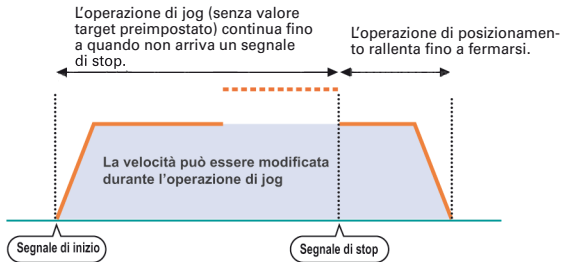 L'operazione di jog (senza valore
target preimpostato) continua fino
a quando non arriva un segnale
di stop.
L'operazione di posizionamen-
to rallenta fino a fermarsi.
La velocità può essere modificata
durante l'operazione di jog
Segnale di inizio
Segnale di stop